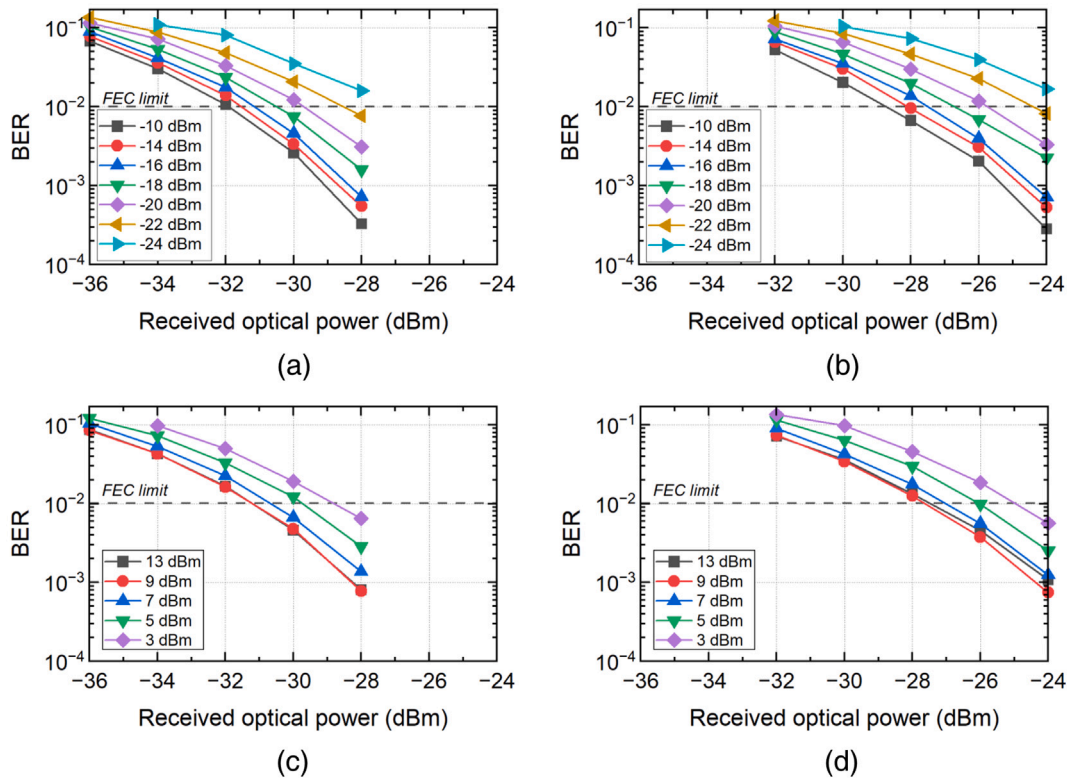 BER
10⁻¹
10⁻²
10⁻³
10⁻⁴
FEC limit
-10 dBm
-14 dBm
-16 dBm
-18 dBm
-20 dBm
-22 dBm
-24 dBm
−36 −34 −32 −30 −28 −26 −24
Received optical power (dBm)
(a)
BER
10⁻¹
10⁻²
10⁻³
10⁻⁴
FEC limit
-10 dBm
-14 dBm
-16 dBm
-18 dBm
-20 dBm
-22 dBm
-24 dBm
−36 −34 −32 −30 −28 −26 −24
Received optical power (dBm)
(b)
BER
10⁻¹
10⁻²
10⁻³
10⁻⁴
FEC limit
13 dBm
9 dBm
7 dBm
5 dBm
3 dBm
−36 −34 −32 −30 −28 −26 −24
Received optical power (dBm)
(c)
BER
10⁻¹
10⁻²
10⁻³
10⁻⁴
FEC limit
13 dBm
9 dBm
7 dBm
5 dBm
3 dBm
−36 −34 −32 −30 −28 −26 −24
Received optical power (dBm)
(d)